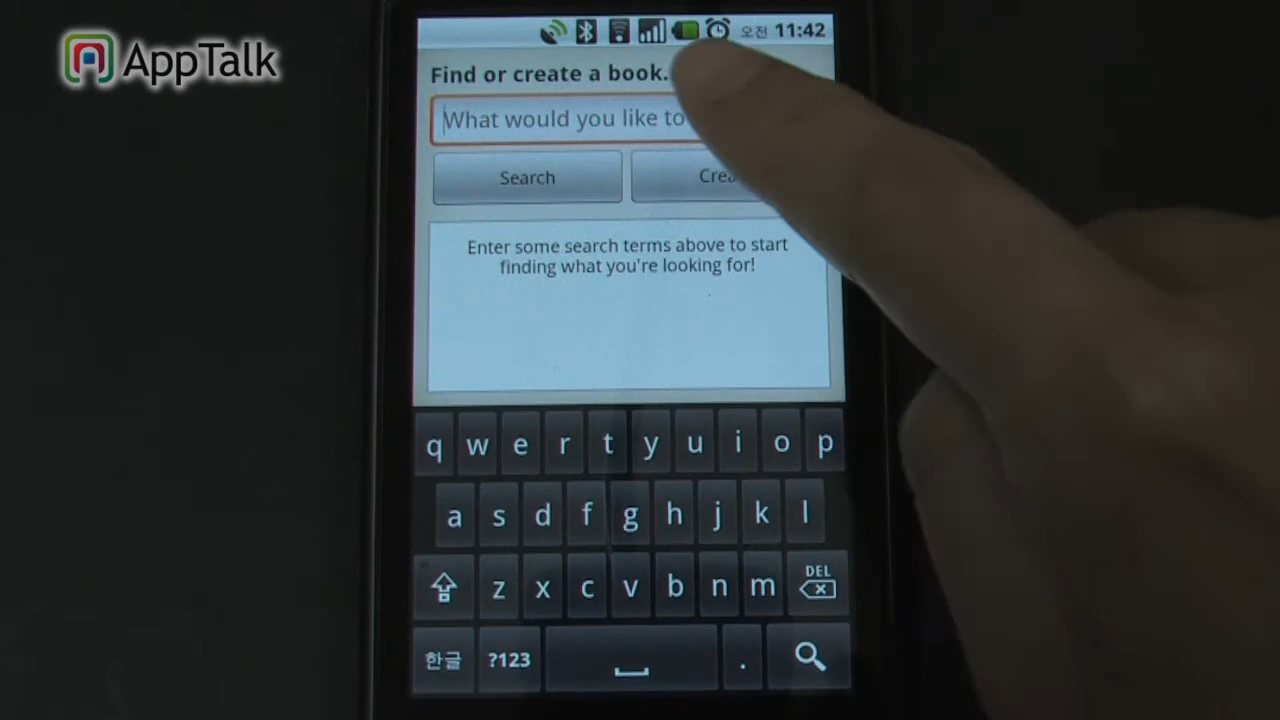 AppTalk
오전 11:42
Find or create a book.
What would you like to
Search
Enter some search terms above to start
finding what you're looking for!
q w e r t y u i o p
a s d f g h j k l
z x c v b n m DEL
한글 ?123 .